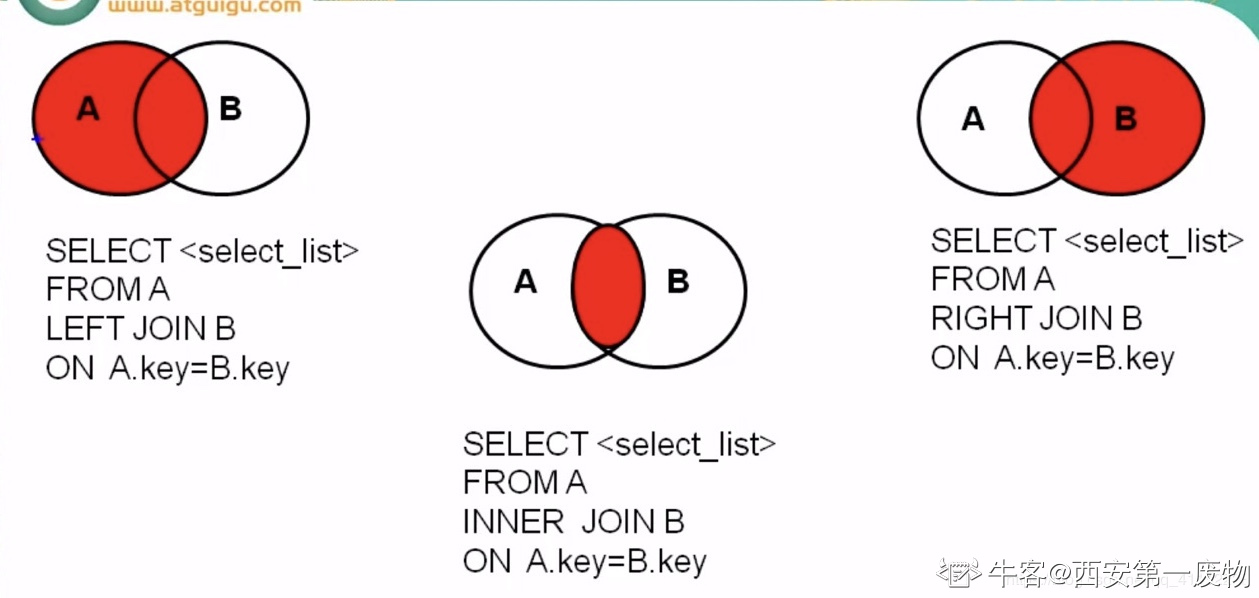 www.atguigu.com
A
B
SELECT <select_list>
FROM A
LEFT JOIN B
ON A.key=B.key
A
B
SELECT <select_list>
FROM A
INNER JOIN B
ON A.key=B.key
A
B
SELECT <select_list>
FROM A
RIGHT JOIN B
ON A.key=B.key
牛客@西安第一废物